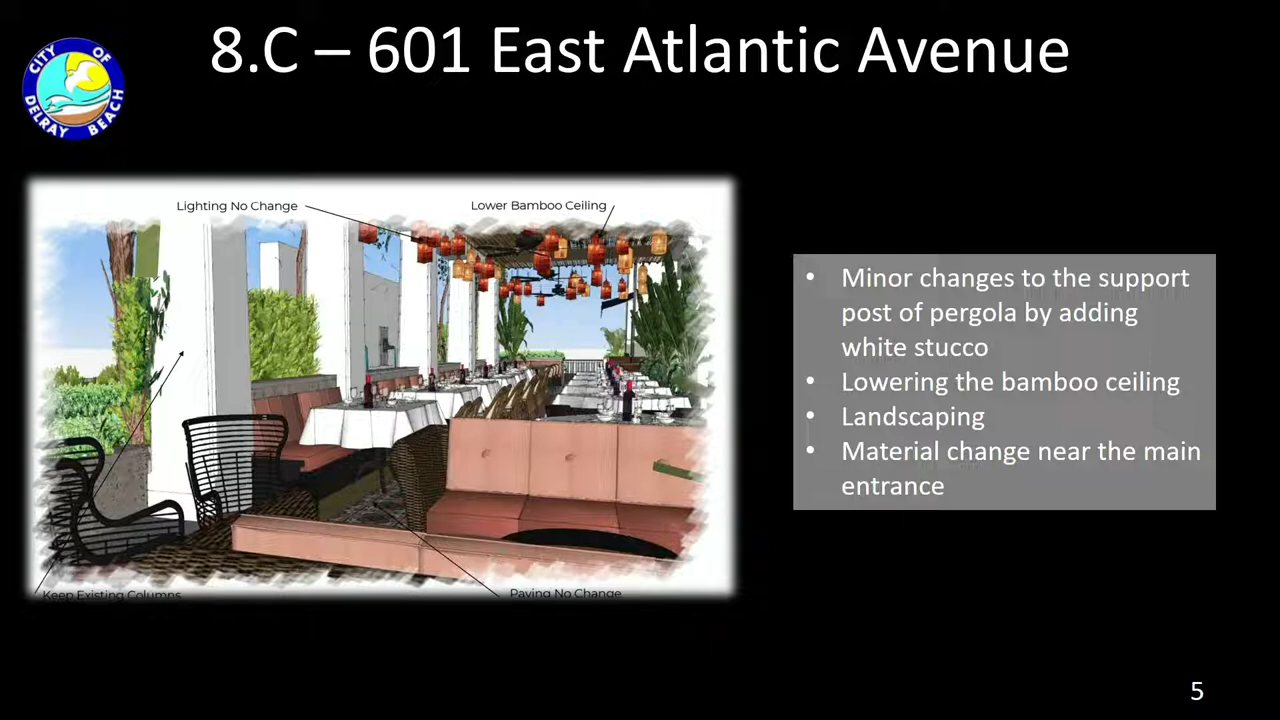 8.C – 601 East Atlantic Avenue
CITY OF
DELRAY BEACH
Lighting No Change
Lower Bamboo Ceiling
Keep Existing Columns
Paving No Change
• Minor changes to the support
post of pergola by adding
white stucco
• Lowering the bamboo ceiling
• Landscaping
• Material change near the main
entrance
5